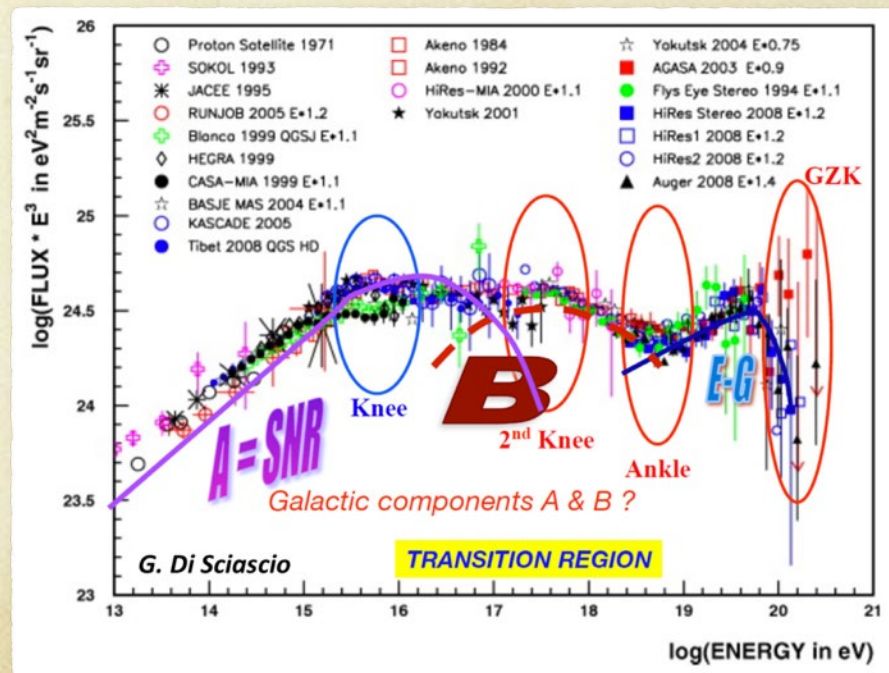 log(FLUX * E³ in eV²m⁻²s⁻¹sr⁻¹)
26
25.5
25
24.5
24
23.5
23
Proton Satellite 1971
SOKOL 1993
JACEE 1995
RUNJOB 2005 E*1.2
Blanca 1999 QGSJ E*1.1
HEGRA 1999
CASA-MIA 1999 E*1.1
BASJE MAS 2004 E*1.1
KASCADE 2005
Tibet 2008 QGS HD
Akeno 1984
Akeno 1992
HiRes-MIA 2000 E*1.1
Yakutsk 2001
Yakutsk 2004 E*0.75
AGASA 2003 E*0.9
Flys Eye Stereo 1994 E*1.1
HiRes Stereo 2008 E*1.2
HiRes1 2008 E*1.2
HiRes2 2008 E*1.2
Auger 2008 E*1.4
GZK
Knee
B
E-G
2nd Knee
Ankle
A = SNR
Galactic components A & B ?
G. Di Sciascio
TRANSITION REGION
13 14 15 16 17 18 19 20 21
log(ENERGY in eV)